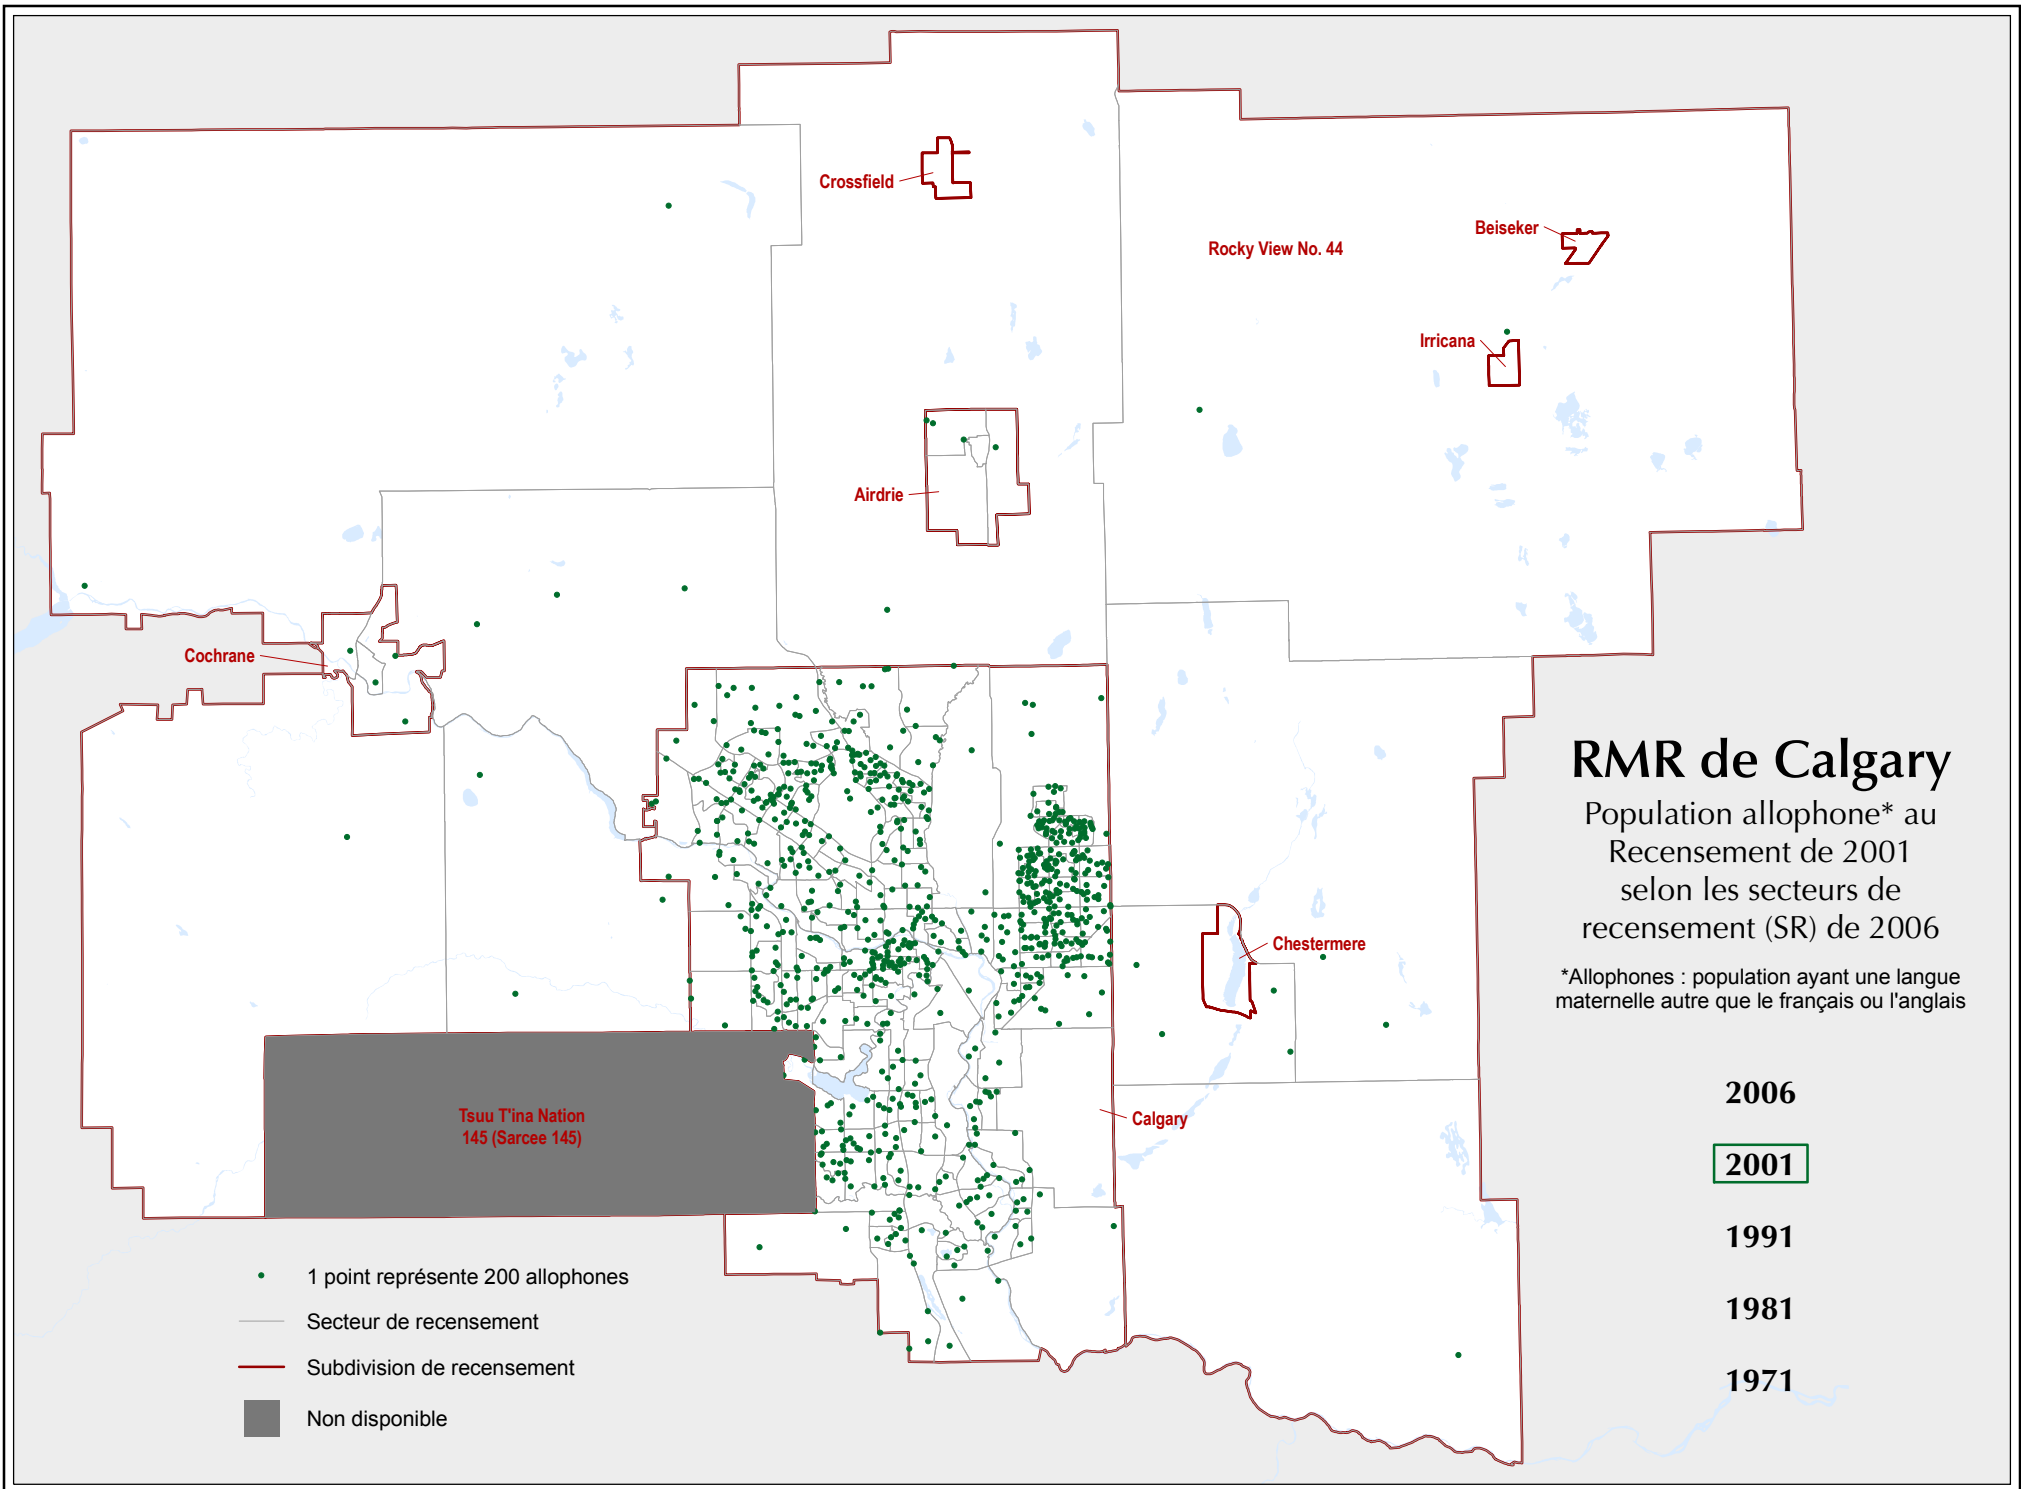 Crossfield
Beiseker
Rocky View No. 44
Irricana
Airdrie
Cochrane
RMR de Calgary
Population allophone* au
Recensement de 2001
selon les secteurs de
recensement (SR) de 2006
*Allophones : population ayant une langue
maternelle autre que le français ou l'anglais
Chestermere
Calgary
Tsuu T'ina Nation
145 (Sarcee 145)
2006
2001
1991
1981
1971
1 point représente 200 allophones
Secteur de recensement
Subdivision de recensement
Non disponible